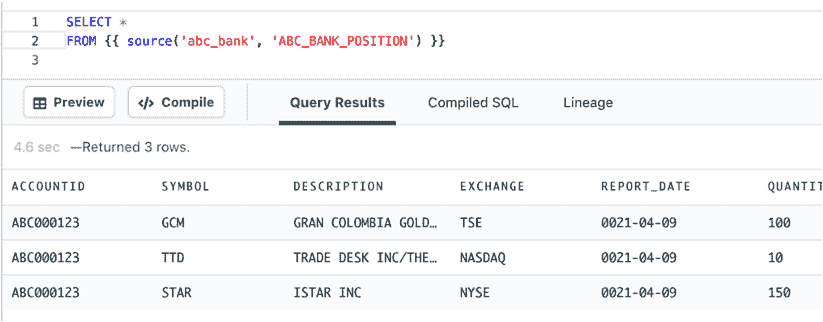 1 SELECT *
2 FROM {{ source('abc_bank', 'ABC_BANK_POSITION') }}
3
Preview </> Compile Query Results Compiled SQL Lineage
4.6 sec —Returned 3 rows.
ACCOUNTID SYMBOL DESCRIPTION EXCHANGE REPORT_DATE QUANTIT
ABC000123 GCM GRAN COLOMBIA GOLD… TSE 0021-04-09 100
ABC000123 TTD TRADE DESK INC/THE… NASDAQ 0021-04-09 10
ABC000123 STAR ISTAR INC NYSE 0021-04-09 150